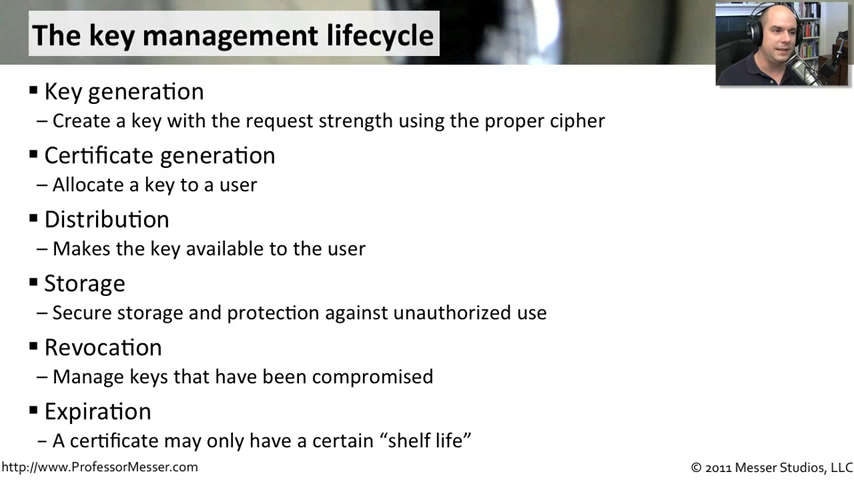 The key management lifecycle
▪ Key generation
– Create a key with the request strength using the proper cipher
▪ Certificate generation
– Allocate a key to a user
▪ Distribution
– Makes the key available to the user
▪ Storage
– Secure storage and protection against unauthorized use
▪ Revocation
– Manage keys that have been compromised
▪ Expiration
– A certificate may only have a certain “shelf life”
http://www.ProfessorMesser.com
© 2011 Messer Studios, LLC